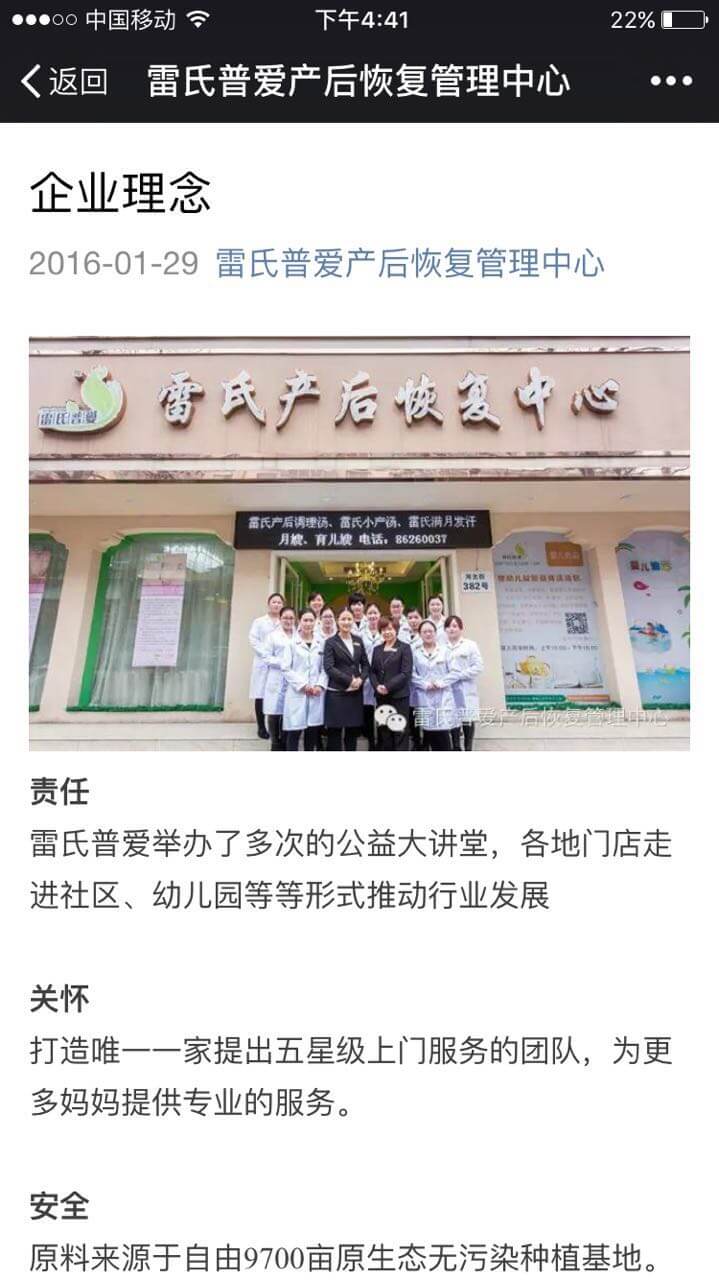 中国移动
下午4:41
22%
返回
雷氏普爱产后恢复管理中心
企业理念
2016-01-29 雷氏普爱产后恢复管理中心
雷氏普爱
雷氏产后恢复中心
雷氏产后调理汤、雷氏小产汤、雷氏满月发汗
月嫂、育儿嫂 电话：86260037
382号
雷氏普爱产后恢复管理中心
责任
雷氏普爱举办了多次的公益大讲堂，各地门店走
进社区、幼儿园等等形式推动行业发展
关怀
打造唯一一家提出五星级上门服务的团队，为更
多妈妈提供专业的服务。
安全
原料来源于自由9700亩原生态无污染种植基地。